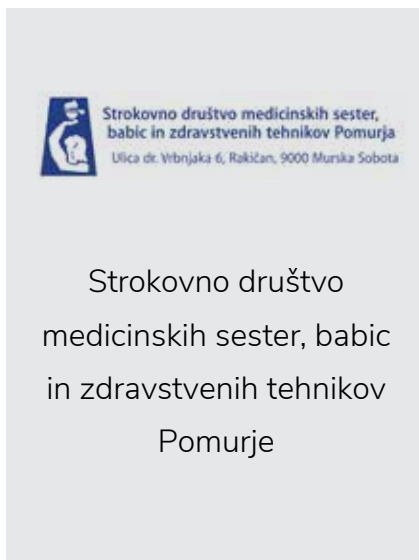 Strokovno društvo medicinskih sester,
babic in zdravstvenih tehnikov Pomurja
Ulica dr. Vrbnjaka 6, Rakičan, 9000 Murska Sobota
Strokovno društvo
medicinskih sester, babic
in zdravstvenih tehnikov
Pomurje